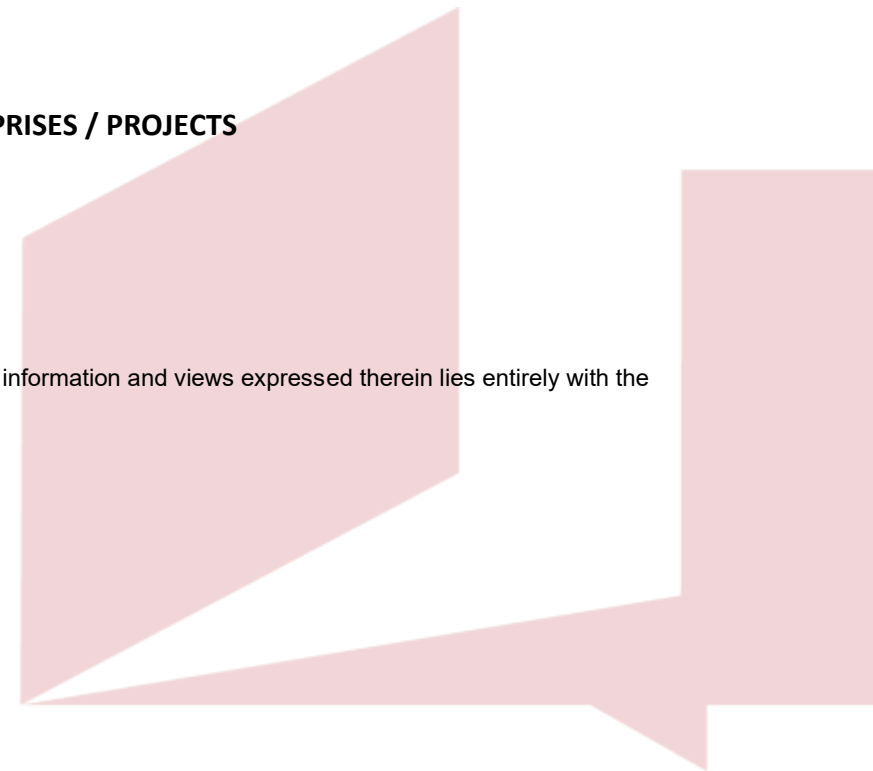 PRISES / PROJECTS
information and views expressed therein lies entirely with the